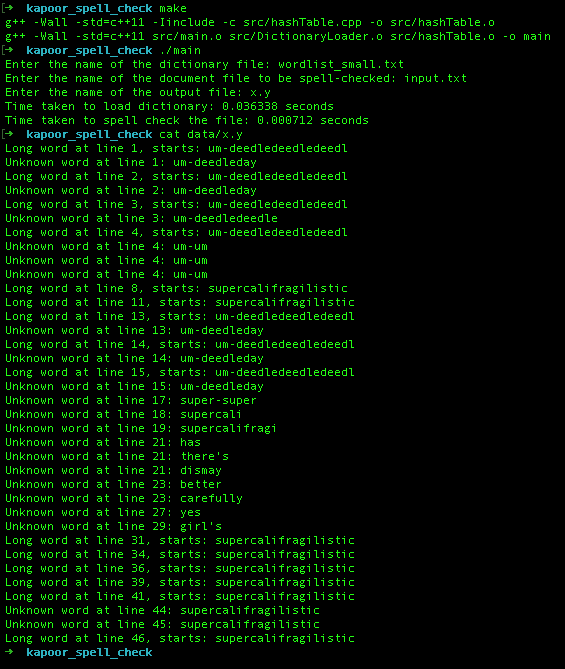 [➜ kapoor_spell_check make
g++ -Wall -std=c++11 -Iinclude -c src/hashTable.cpp -o src/hashTable.o
g++ -Wall -std=c++11 src/main.o src/DictionaryLoader.o src/hashTable.o -o main
[➜ kapoor_spell_check ./main
Enter the name of the dictionary file: wordlist_small.txt
Enter the name of the document file to be spell-checked: input.txt
Enter the name of the output file: x.y
Time taken to load dictionary: 0.036338 seconds
Time taken to spell check the file: 0.000712 seconds
[➜ kapoor_spell_check cat data/x.y
Long word at line 1, starts: um-deedledeedledeedl
Unknown word at line 1: um-deedleday
Long word at line 2, starts: um-deedledeedledeedl
Unknown word at line 2: um-deedleday
Long word at line 3, starts: um-deedledeedledeedl
Unknown word at line 3: um-deedledeedle
Long word at line 4, starts: um-deedledeedledeedl
Unknown word at line 4: um-um
Unknown word at line 4: um-um
Unknown word at line 4: um-um
Long word at line 8, starts: supercalifragilistic
Long word at line 11, starts: supercalifragilistic
Long word at line 13, starts: um-deedledeedledeedl
Unknown word at line 13: um-deedleday
Long word at line 14, starts: um-deedledeedledeedl
Unknown word at line 14: um-deedleday
Long word at line 15, starts: um-deedledeedledeedl
Unknown word at line 15: um-deedleday
Unknown word at line 17: super-super
Unknown word at line 18: supercali
Unknown word at line 19: supercalifragi
Unknown word at line 21: has
Unknown word at line 21: there's
Unknown word at line 21: dismay
Unknown word at line 23: better
Unknown word at line 23: carefully
Unknown word at line 27: yes
Unknown word at line 29: girl's
Long word at line 31, starts: supercalifragilistic
Long word at line 34, starts: supercalifragilistic
Long word at line 36, starts: supercalifragilistic
Long word at line 39, starts: supercalifragilistic
Long word at line 41, starts: supercalifragilistic
Unknown word at line 44: supercalifragilistic
Unknown word at line 45: supercalifragilistic
Long word at line 46, starts: supercalifragilistic
➜ kapoor_spell_check